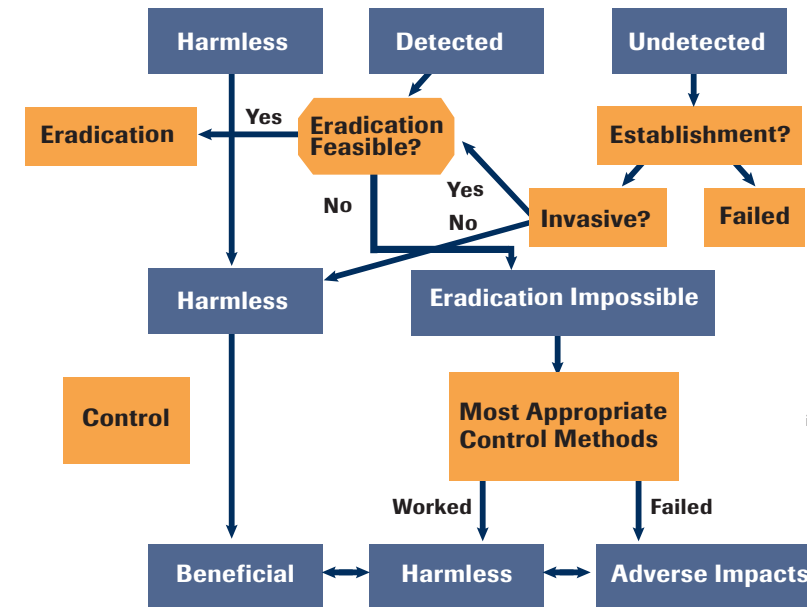 Harmless
Detected
Undetected
Eradication
Yes
Eradication
Feasible?
Establishment?
No
Yes
No
Invasive?
Failed
Harmless
Eradication Impossible
Control
Most Appropriate
Control Methods
Worked
Failed
Beneficial
Harmless
Adverse Impacts